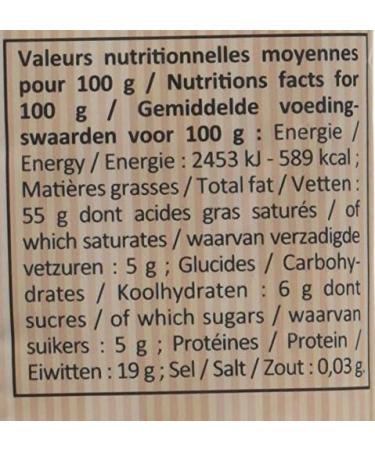 Valeurs nutritionnelles moyennes
pour 100 g / Nutritions facts for
100 g / Gemiddelde voeding-
swaarden voor 100 g : Energie /
Energy / Energie : 2453 kJ - 589 kcal ;
Matières grasses / Total fat / Vetten :
55 g dont acides gras saturés / of
which saturates / waarvan verzadigde
vetzuren : 5 g ; Glucides / Carbohy-
drates / Koolhydraten : 6 g dont
sucres / of which sugars / waarvan
suikers : 5 g ; Protéines / Protein /
Eiwitten : 19 g ; Sel / Salt / Zout : 0,03 g.